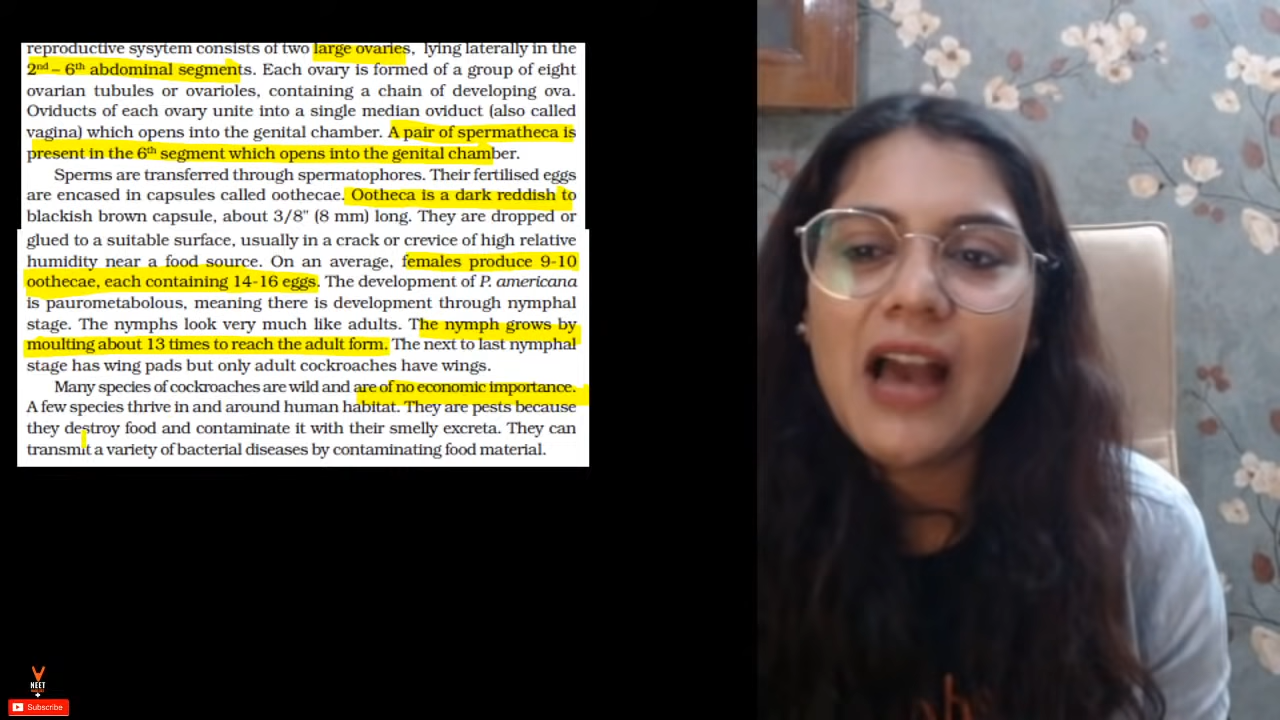 reproductive sysytem consists of two large ovaries, lying laterally in the
2nd – 6th abdominal segments. Each ovary is formed of a group of eight
ovarian tubules or ovarioles, containing a chain of developing ova.
Oviducts of each ovary unite into a single median oviduct (also called
vagina) which opens into the genital chamber. A pair of spermatheca is
present in the 6th segment which opens into the genital chamber.
Sperms are transferred through spermatophores. Their fertilised eggs
are encased in capsules called oothecae. Ootheca is a dark reddish to
blackish brown capsule, about 3/8" (8 mm) long. They are dropped or
glued to a suitable surface, usually in a crack or crevice of high relative
humidity near a food source. On an average, females produce 9-10
oothecae, each containing 14-16 eggs. The development of P. americana
is paurometabolous, meaning there is development through nymphal
stage. The nymphs look very much like adults. The nymph grows by
moulting about 13 times to reach the adult form. The next to last nymphal
stage has wing pads but only adult cockroaches have wings.
Many species of cockroaches are wild and are of no economic importance.
A few species thrive in and around human habitat. They are pests because
they destroy food and contaminate it with their smelly excreta. They can
transmit a variety of bacterial diseases by contaminating food material.
V
NEET
Subscribe